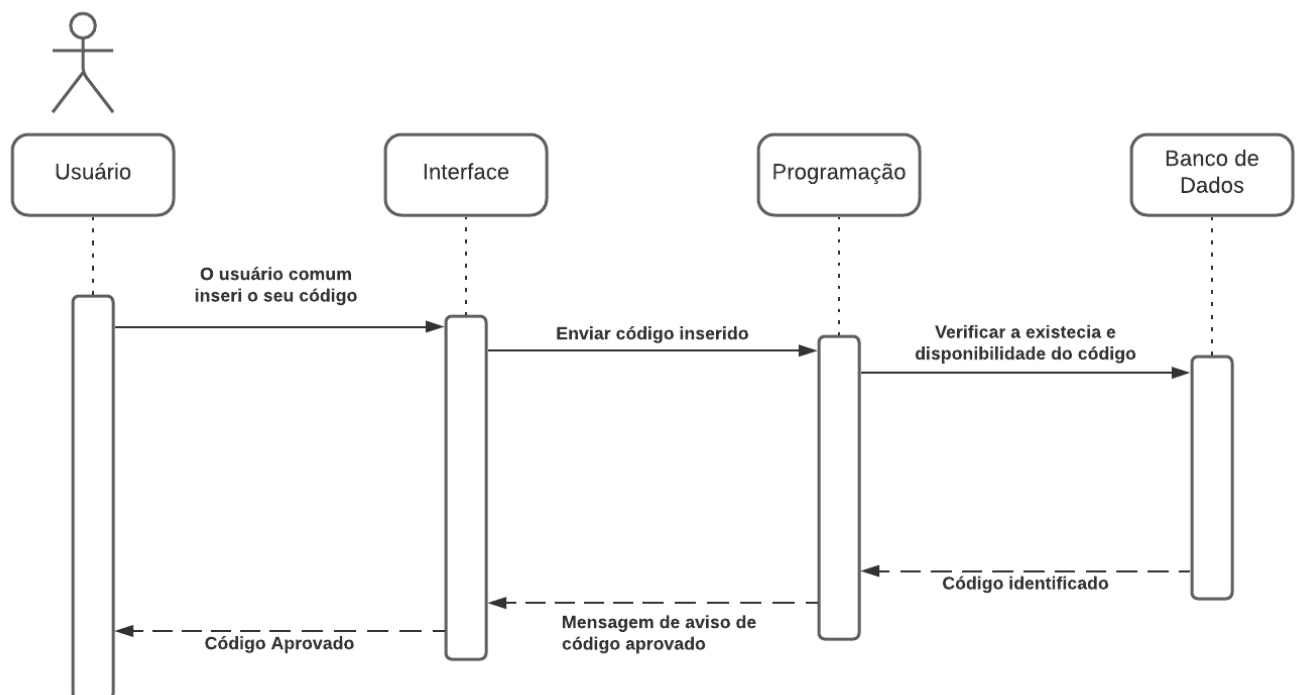 Usuário
Interface
Programação
Banco de
Dados
O usuário comum
inseri o seu código
Enviar código inserido
Verificar a existecia e
disponibilidade do código
Código identificado
Mensagem de aviso de
código aprovado
Código Aprovado